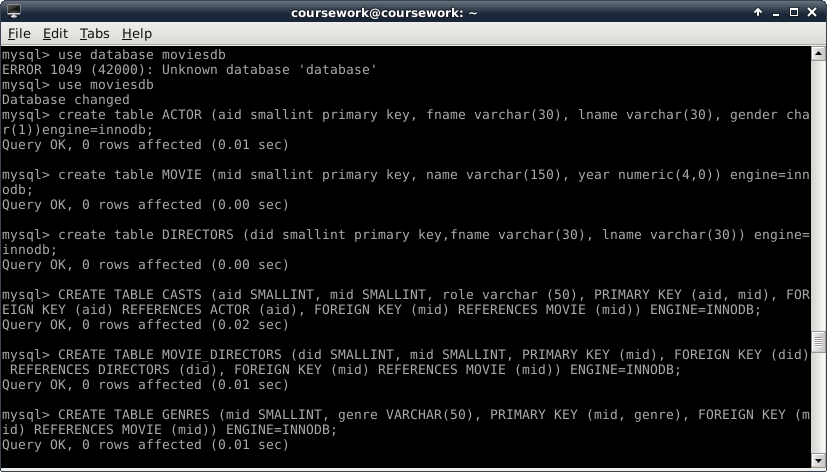 coursework@coursework: ~
File Edit Tabs Help
mysql> use database moviesdb
ERROR 1049 (42000): Unknown database 'database'
mysql> use moviesdb
Database changed
mysql> create table ACTOR (aid smallint primary key, fname varchar(30), lname varchar(30), gender cha
r(1))engine=innodb;
Query OK, 0 rows affected (0.01 sec)
mysql> create table MOVIE (mid smallint primary key, name varchar(150), year numeric(4,0)) engine=inn
odb;
Query OK, 0 rows affected (0.00 sec)
mysql> create table DIRECTORS (did smallint primary key,fname varchar(30), lname varchar(30)) engine=
innodb;
Query OK, 0 rows affected (0.00 sec)
mysql> CREATE TABLE CASTS (aid SMALLINT, mid SMALLINT, role varchar (50), PRIMARY KEY (aid, mid), FOR
EIGN KEY (aid) REFERENCES ACTOR (aid), FOREIGN KEY (mid) REFERENCES MOVIE (mid)) ENGINE=INNODB;
Query OK, 0 rows affected (0.02 sec)
mysql> CREATE TABLE MOVIE_DIRECTORS (did SMALLINT, mid SMALLINT, PRIMARY KEY (mid), FOREIGN KEY (did)
REFERENCES DIRECTORS (did), FOREIGN KEY (mid) REFERENCES MOVIE (mid)) ENGINE=INNODB;
Query OK, 0 rows affected (0.01 sec)
mysql> CREATE TABLE GENRES (mid SMALLINT, genre VARCHAR(50), PRIMARY KEY (mid, genre), FOREIGN KEY (m
id) REFERENCES MOVIE (mid)) ENGINE=INNODB;
Query OK, 0 rows affected (0.01 sec)